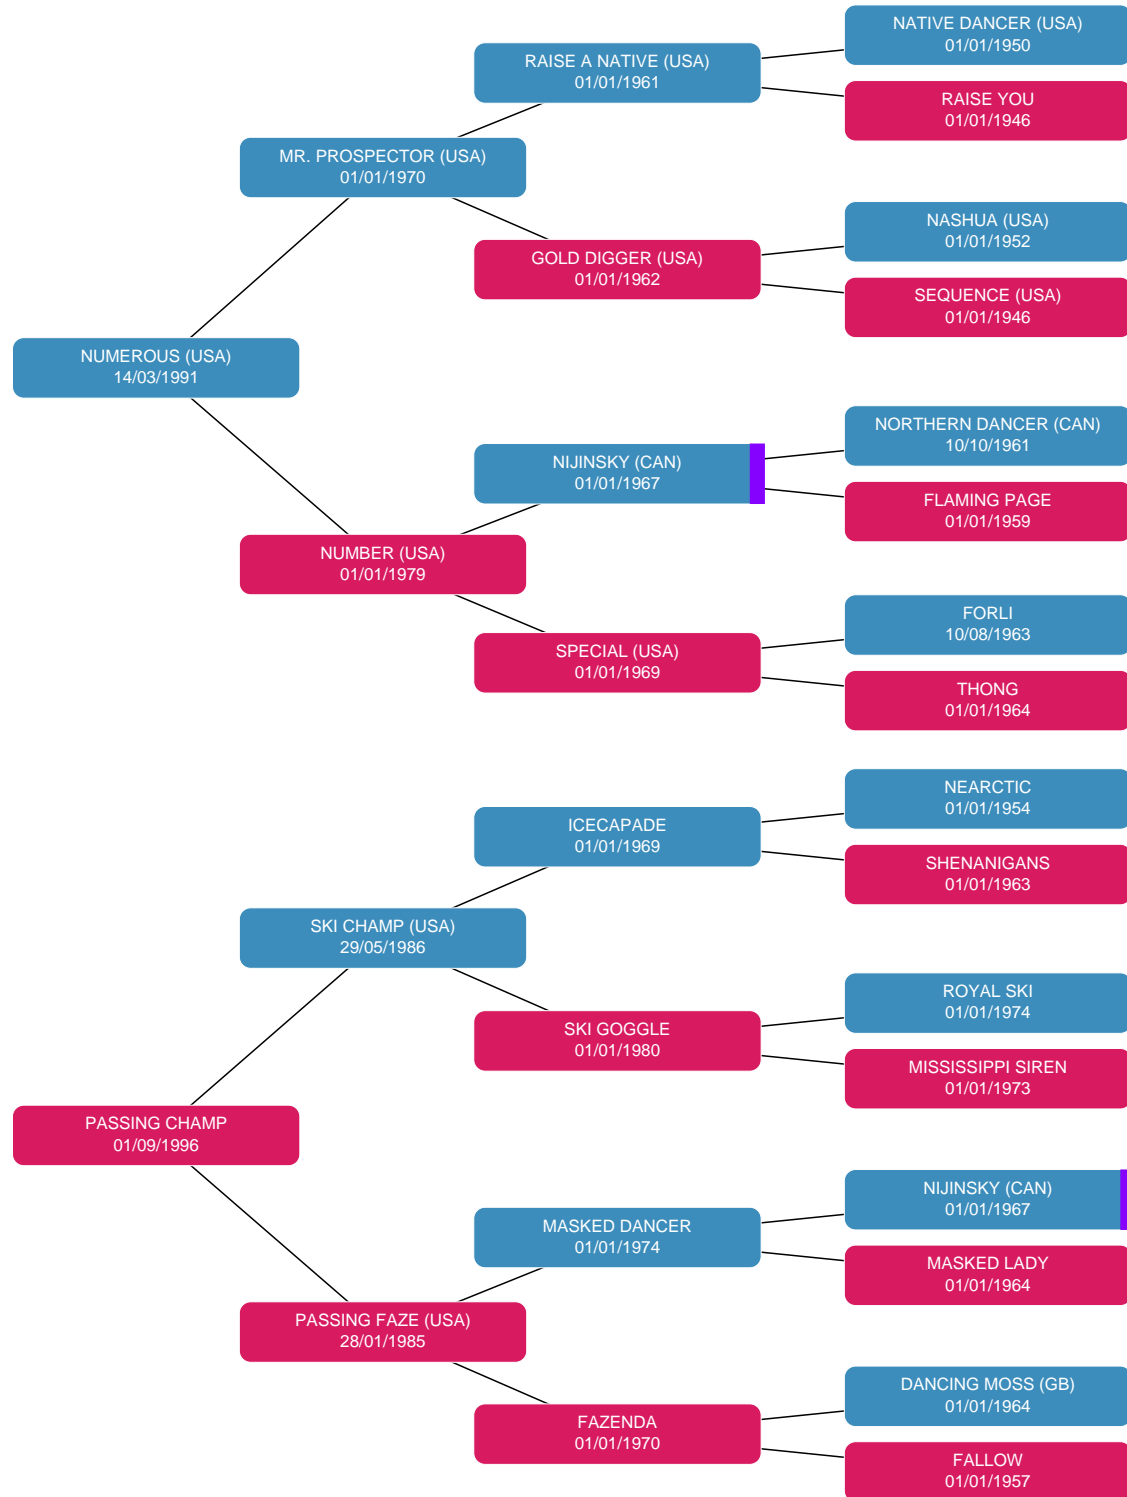 NATIVE DANCER (USA)
01/01/1950
RAISE A NATIVE (USA)
01/01/1961
RAISE YOU
01/01/1946
MR. PROSPECTOR (USA)
01/01/1970
NASHUA (USA)
01/01/1952
GOLD DIGGER (USA)
01/01/1962
SEQUENCE (USA)
01/01/1946
NUMEROUS (USA)
14/03/1991
NORTHERN DANCER (CAN)
10/10/1961
NIJINSKY (CAN)
01/01/1967
FLAMING PAGE
01/01/1959
NUMBER (USA)
01/01/1979
FORLI
10/08/1963
SPECIAL (USA)
01/01/1969
THONG
01/01/1964
NEARCTIC
01/01/1954
ICECAPADE
01/01/1969
SHENANIGANS
01/01/1963
SKI CHAMP (USA)
29/05/1986
ROYAL SKI
01/01/1974
SKI GOGGLE
01/01/1980
MISSISSIPPI SIREN
01/01/1973
PASSING CHAMP
01/09/1996
NIJINSKY (CAN)
01/01/1967
MASKED DANCER
01/01/1974
MASKED LADY
01/01/1964
PASSING FAZE (USA)
28/01/1985
DANCING MOSS (GB)
01/01/1964
FAZENDA
01/01/1970
FALLOW
01/01/1957